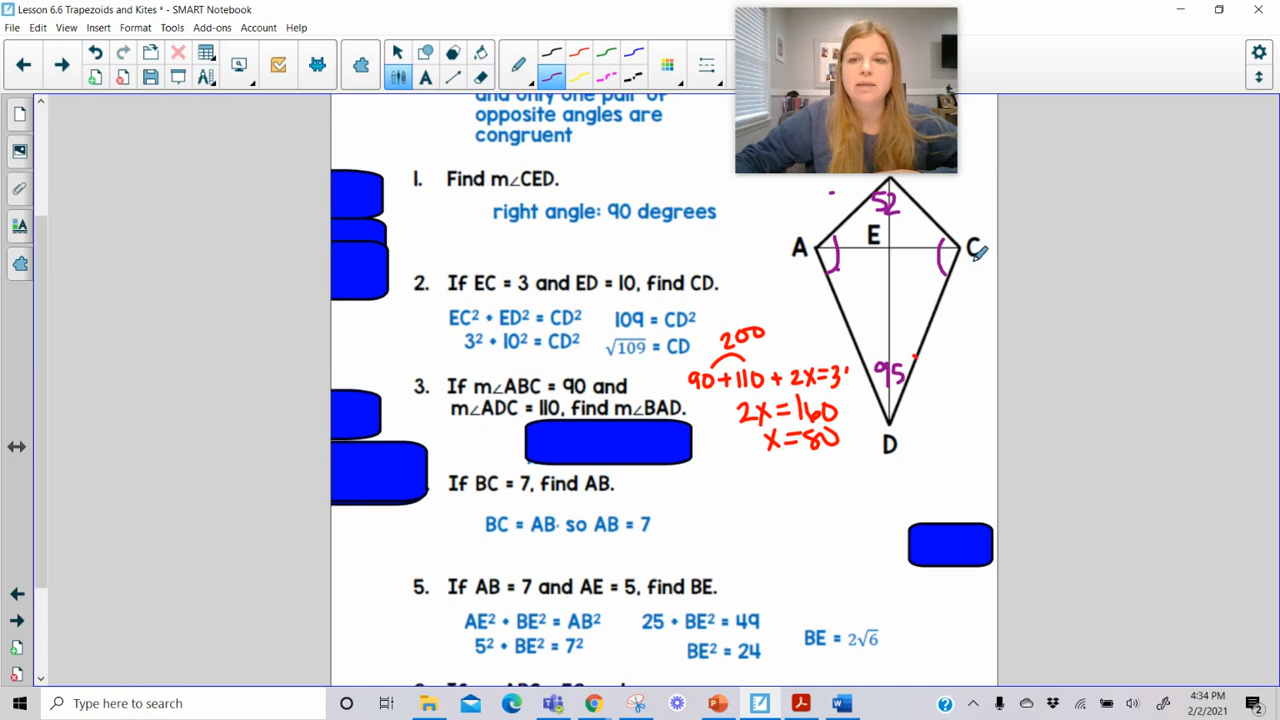 Lesson 6.6 Trapezoids and Kites * - SMART Notebook
File Edit View Insert Format Tools Add-ons Account Help
and only one pair of
opposite angles are
congruent
1. Find m∠CED.
right angle: 90 degrees
2. If EC = 3 and ED = 10, find CD.
EC² + ED² = CD² 109 = CD²
3² + 10² = CD² √109 = CD
3. If m∠ABC = 90 and
m∠ADC = 110, find m∠BAD.
200
90+110+2x=3
2x=160
x=80
52
A E C
95
D
. If BC = 7, find AB.
BC = AB so AB = 7
5. If AB = 7 and AE = 5, find BE.
AE² + BE² = AB² 25 + BE² = 49
5² + BE² = 7² BE² = 24
BE = 2√6
Type here to search
4:34 PM
2/2/2021
2